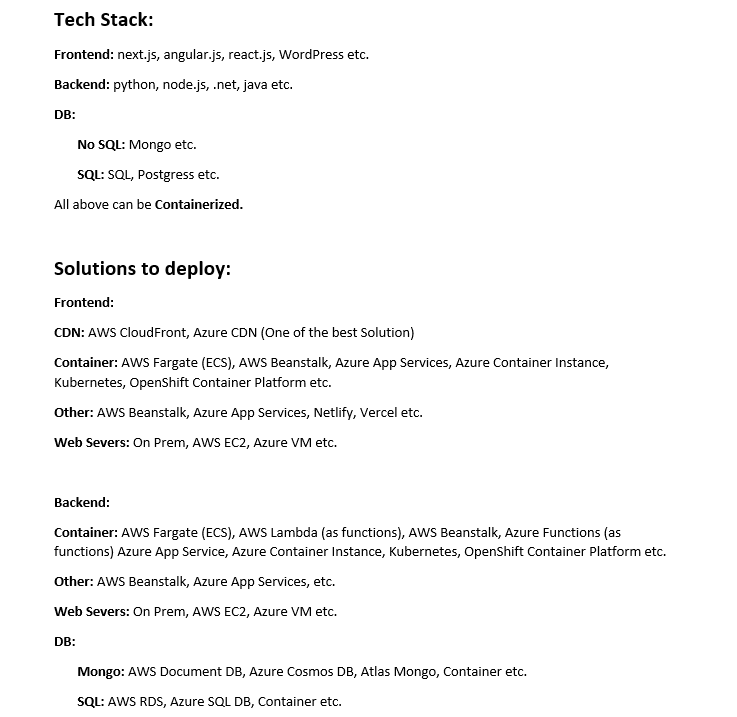 Tech Stack:
Frontend: next.js, angular.js, react.js, WordPress etc.
Backend: python, node.js, .net, java etc.
DB:
No SQL: Mongo etc.
SQL: SQL, Postgress etc.
All above can be Containerized.
Solutions to deploy:
Frontend:
CDN: AWS CloudFront, Azure CDN (One of the best Solution)
Container: AWS Fargate (ECS), AWS Beanstalk, Azure App Services, Azure Container Instance,
Kubernetes, OpenShift Container Platform etc.
Other: AWS Beanstalk, Azure App Services, Netlify, Vercel etc.
Web Severs: On Prem, AWS EC2, Azure VM etc.
Backend:
Container: AWS Fargate (ECS), AWS Lambda (as functions), AWS Beanstalk, Azure Functions (as
functions) Azure App Service, Azure Container Instance, Kubernetes, OpenShift Container Platform etc.
Other: AWS Beanstalk, Azure App Services, etc.
Web Severs: On Prem, AWS EC2, Azure VM etc.
DB:
Mongo: AWS Document DB, Azure Cosmos DB, Atlas Mongo, Container etc.
SQL: AWS RDS, Azure SQL DB, Container etc.